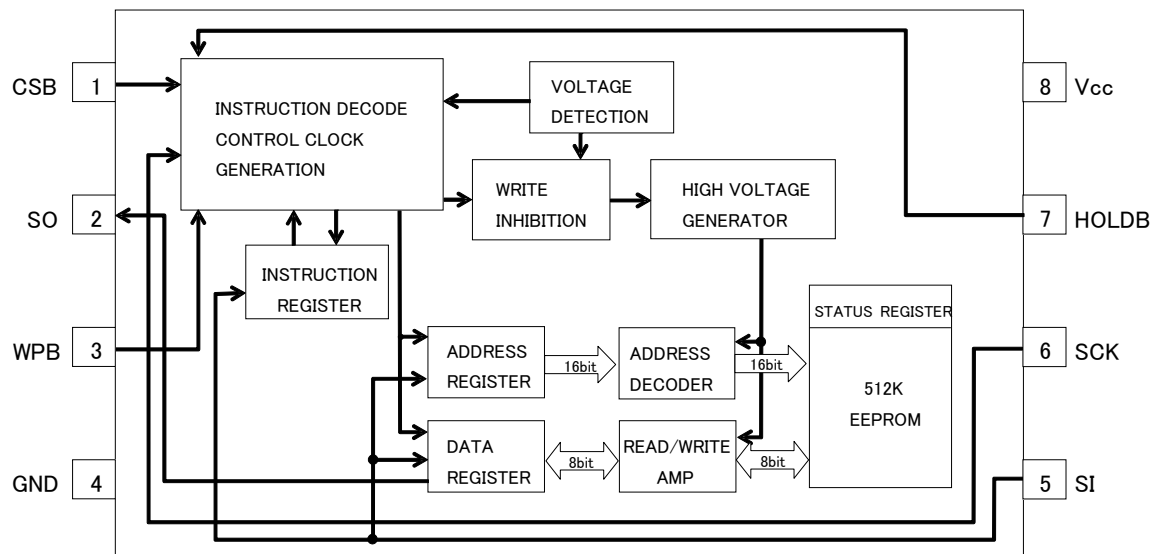 CSB
1
INSTRUCTION DECODE
CONTROL CLOCK
GENERATION
VOLTAGE
DETECTION
8
Vcc
SO
2
WRITE
INHIBITION
HIGH VOLTAGE
GENERATOR
7
HOLDB
INSTRUCTION
REGISTER
STATUS REGISTER
WPB
3
ADDRESS
REGISTER
16bit
ADDRESS
DECODER
16bit
512K
EEPROM
6
SCK
GND
4
DATA
REGISTER
8bit
READ/WRITE
AMP
8bit
5
SI